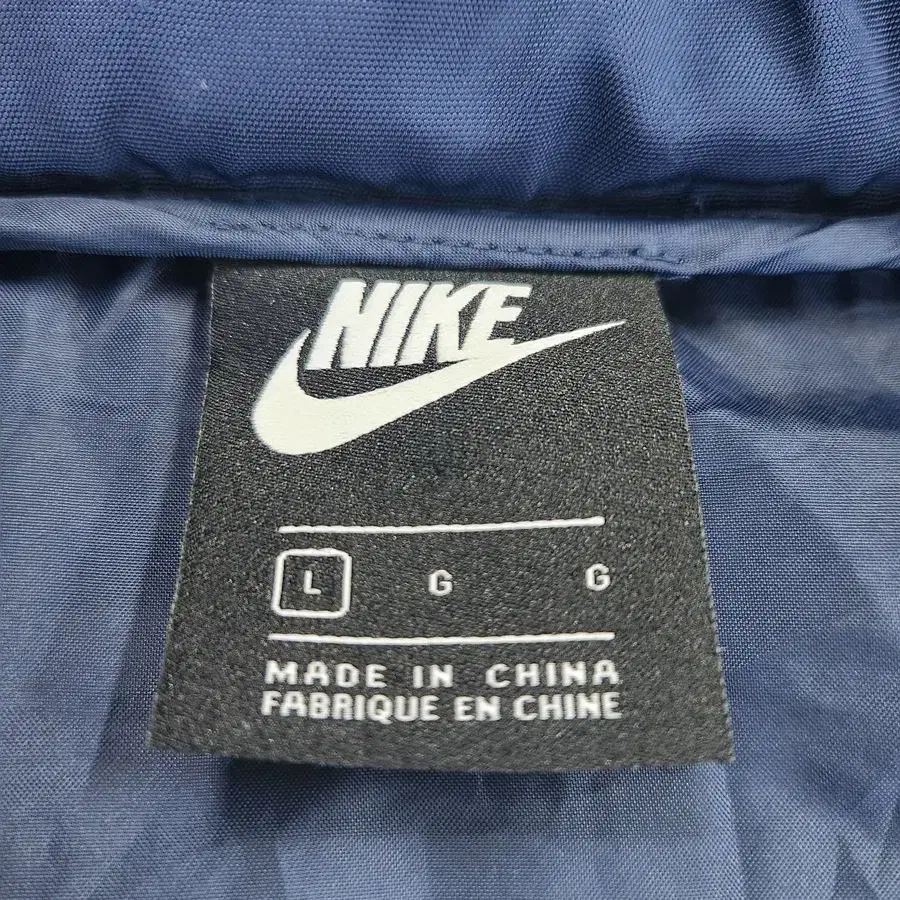 NIKE
L G G
MADE IN CHINA
FABRIQUE EN CHINE